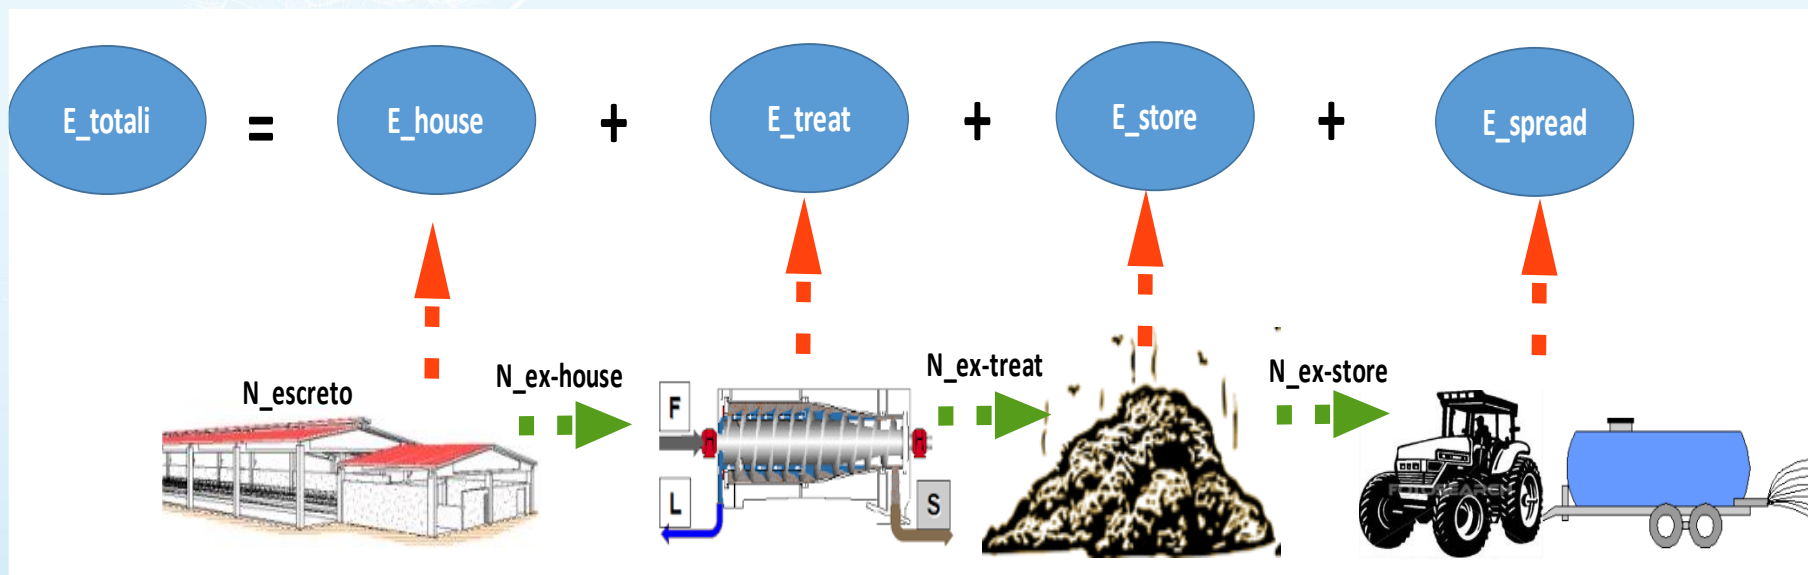 E_totali = E_house + E_treat + E_store + E_spread
N_escreto
N_ex-house
N_ex-treat
N_ex-store
F
L
S